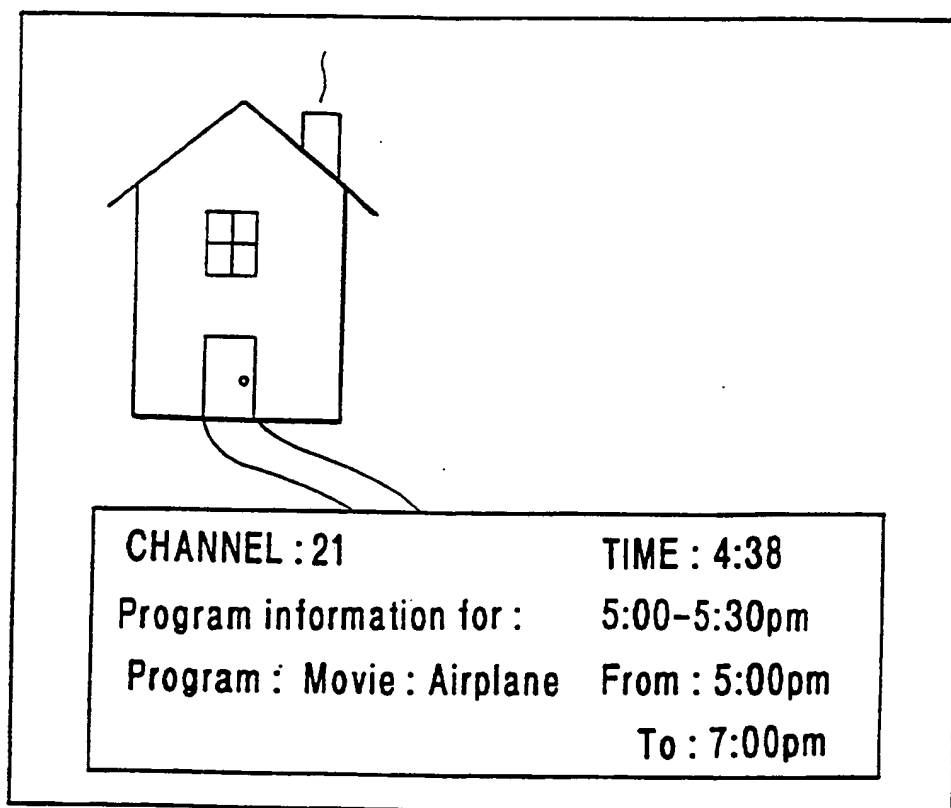 CHANNEL : 21 TIME : 4:38
Program information for : 5:00-5:30pm
Program : Movie : Airplane From : 5:00pm
To : 7:00pm